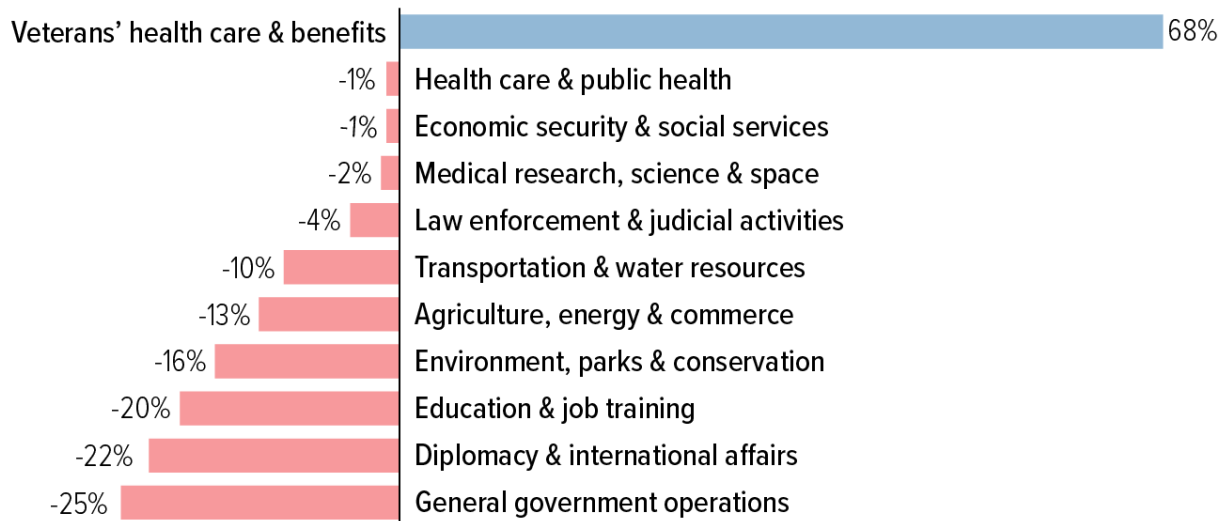 Veterans’ health care & benefits 68%
-1% Health care & public health
-1% Economic security & social services
-2% Medical research, science & space
-4% Law enforcement & judicial activities
-10% Transportation & water resources
-13% Agriculture, energy & commerce
-16% Environment, parks & conservation
-20% Education & job training
-22% Diplomacy & international affairs
-25% General government operations